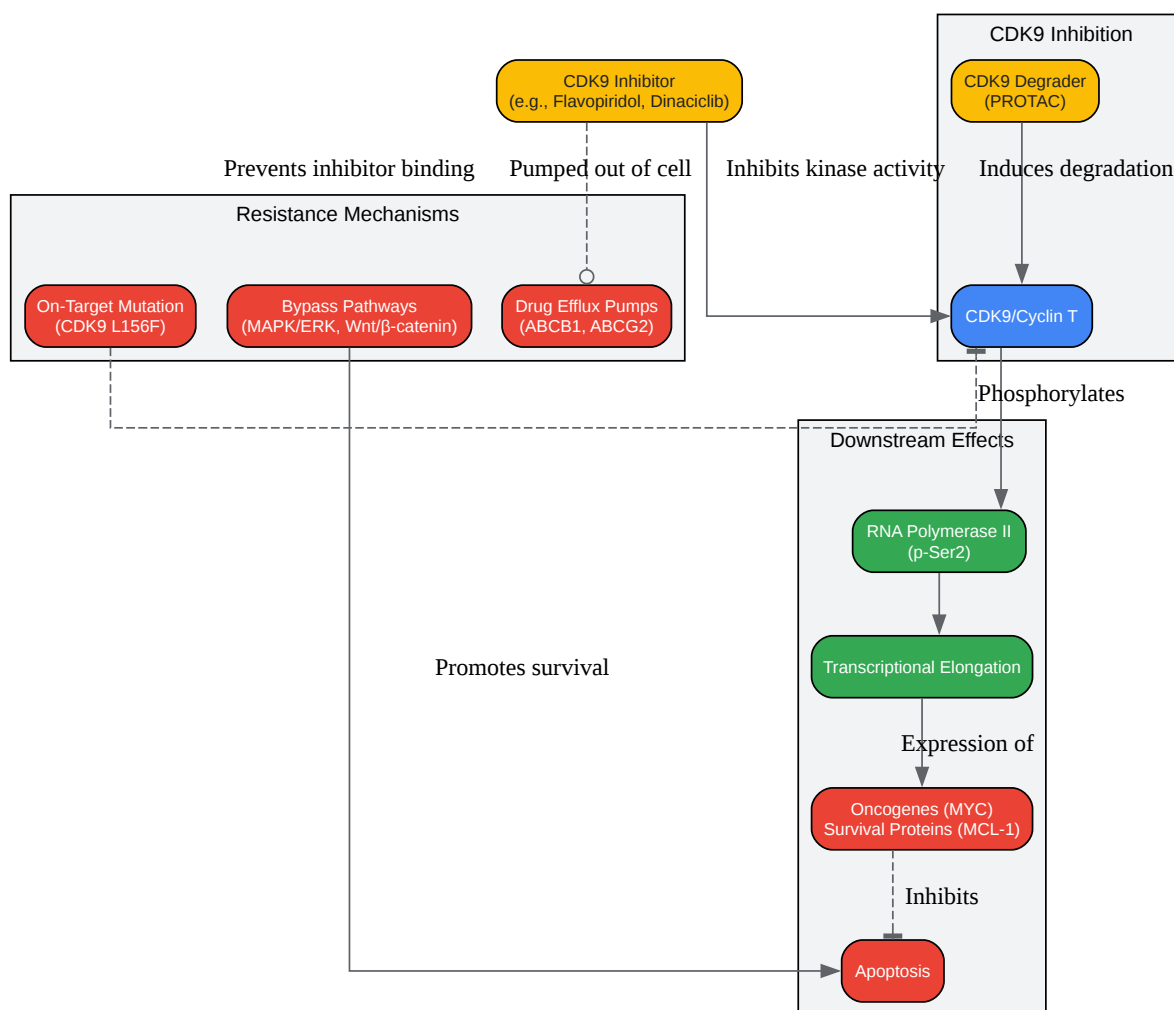 CDK9 Inhibition
CDK9 Inhibitor
(e.g., Flavopiridol, Dinaciclib)
CDK9 Degrader
(PROTAC)
Prevents inhibitor binding
Pumped out of cell
Inhibits kinase activity
Induces degradation
Resistance Mechanisms
On-Target Mutation
(CDK9 L156F)
Bypass Pathways
(MAPK/ERK, Wnt/β-catenin)
Drug Efflux Pumps
(ABCB1, ABCG2)
CDK9/Cyclin T
Phosphorylates
Downstream Effects
RNA Polymerase II
(p-Ser2)
Transcriptional Elongation
Promotes survival
Expression of
Oncogenes (MYC)
Survival Proteins (MCL-1)
Inhibits
Apoptosis